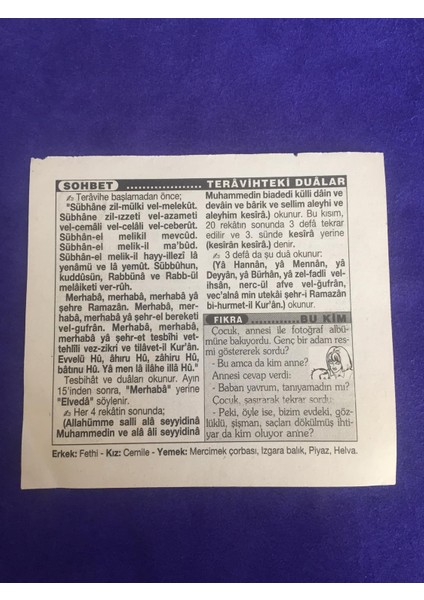 SOHBET .................... TERÂVİHTEKİ DUÂLAR
✍ Terâvihe başlamadan önce;
"Sübhâne zil-mülki vel-melekût.
Sübhâne zil-ızzeti vel-azameti
vel-cemâli vel-celâli vel-ceberût.
Sübhân-el melikil mevcûd.
Sübhân-el melik-il ma'bûd.
Sübhân-el melik-il hayy-illezî lâ
yenâmü ve lâ yemût. Sübbûhun,
kuddûsün, Rabbünâ ve Rabb-ül
melâiketi ver-rûh.
Merhabâ, merhabâ, merhabâ yâ
şehre Ramazân. Merhabâ, mer-
habâ, merhabâ yâ şehr-el bereketi
vel-gufrân. Merhabâ, merhabâ,
merhabâ yâ şehr-et tesbîhi vet-
tehlîli vez-zikri ve tilâvet-il Kur'ân.
Evvelü Hû, âhıru Hû, zâhiru Hû,
bâtınu Hû. Yâ men lâ ilâhe illâ Hû."
Tesbihât ve duâları okunur. Ayın
15'inden sonra, "Merhabâ" yerine
"Elvedâ" söylenir.
✍ Her 4 rekâtin sonunda;
(Allahümme salli alâ seyyidinâ
Muhammedin ve alâ âli seyyidinâ
Muhammedin biadedi külli dâin ve
devâin ve bârik ve sellim aleyhi ve
aleyhim kesîrâ.) okunur. Bu kısım,
20 rekâtın sonunda 3 defâ tekrar
edilir ve 3. sünde kesîrâ yerine
(kesîrân kesîrâ.) denir.
✍ 3 defâ da şu duâ okunur:
(Yâ Hannân, yâ Mennân, yâ
Deyyân, yâ Bürhân, yâ zel-fadli vel-
ihsân, nerc-ül afve vel-ğufrân,
vec'alnâ min utekâi şehr-i Ramazân
bi-hurmet-il Kur'ân.) okunur.
FIKRA .................... BU KİM
Çocuk, annesi ile fotoğraf albü-
müne bakıyordu. Genç bir adam res-
mi göstererek sordu?
- Bu amca da kim anne?
Annesi cevap verdi:
- Baban yavrum, tanıyamadın mı?
Çocuk, şaşırarak tekrar sordu:
- Peki, öyle ise, bizim evdeki, göz-
lüklü, şişman, saçları dökülmüş ihti-
yar da kim oluyor anne?
Erkek: Fethi - Kız: Cemile - Yemek: Mercimek çorbası, Izgara balık, Piyaz, Helva.